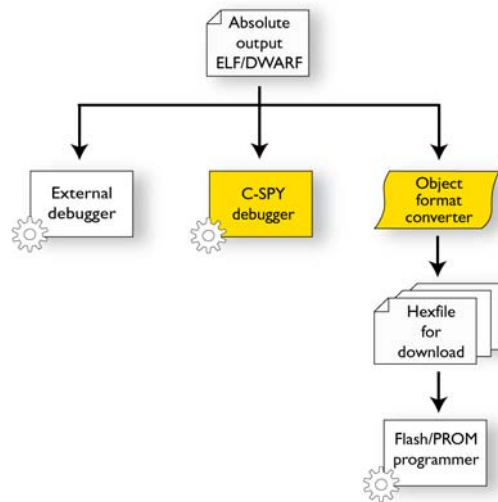 Absolute
output
ELF/DWARF
External
debugger
C-SPY
debugger
Object
format
converter
Hexfile
for
download
Flash/PROM
programmer